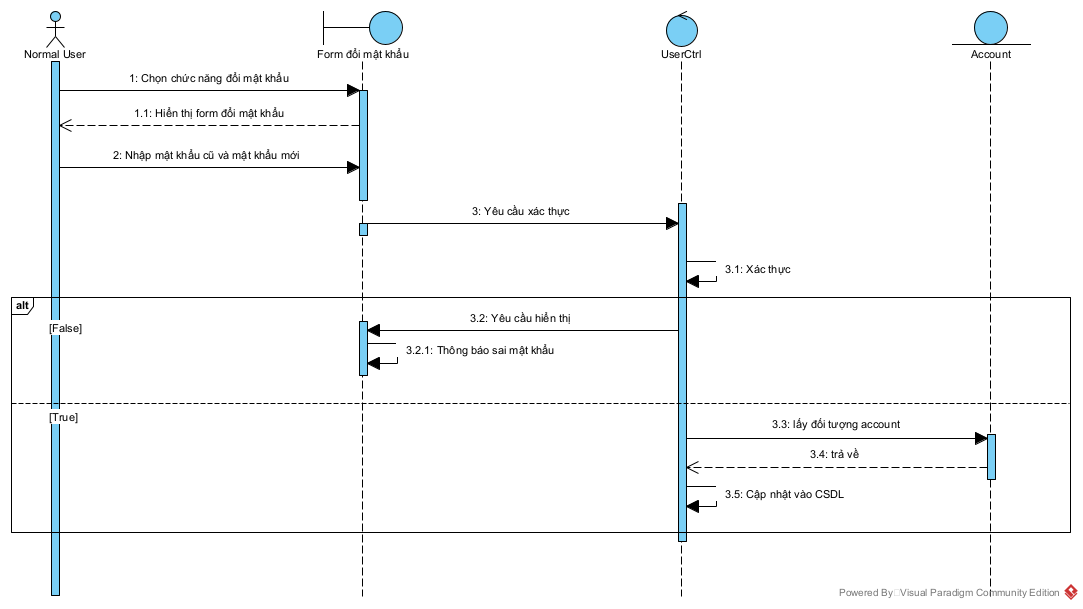 Normal User
Form đổi mật khẩu
UserCtrl
Account
1: Chọn chức năng đổi mật khẩu
1.1: Hiển thị form đổi mật khẩu
2: Nhập mật khẩu cũ và mật khẩu mới
3: Yêu cầu xác thực
3.1: Xác thực
alt
[False]
3.2: Yêu cầu hiển thị
3.2.1: Thông báo sai mật khẩu
[True]
3.3: lấy đối tượng account
3.4: trả về
3.5: Cập nhật vào CSDL
Powered By Visual Paradigm Community Edition